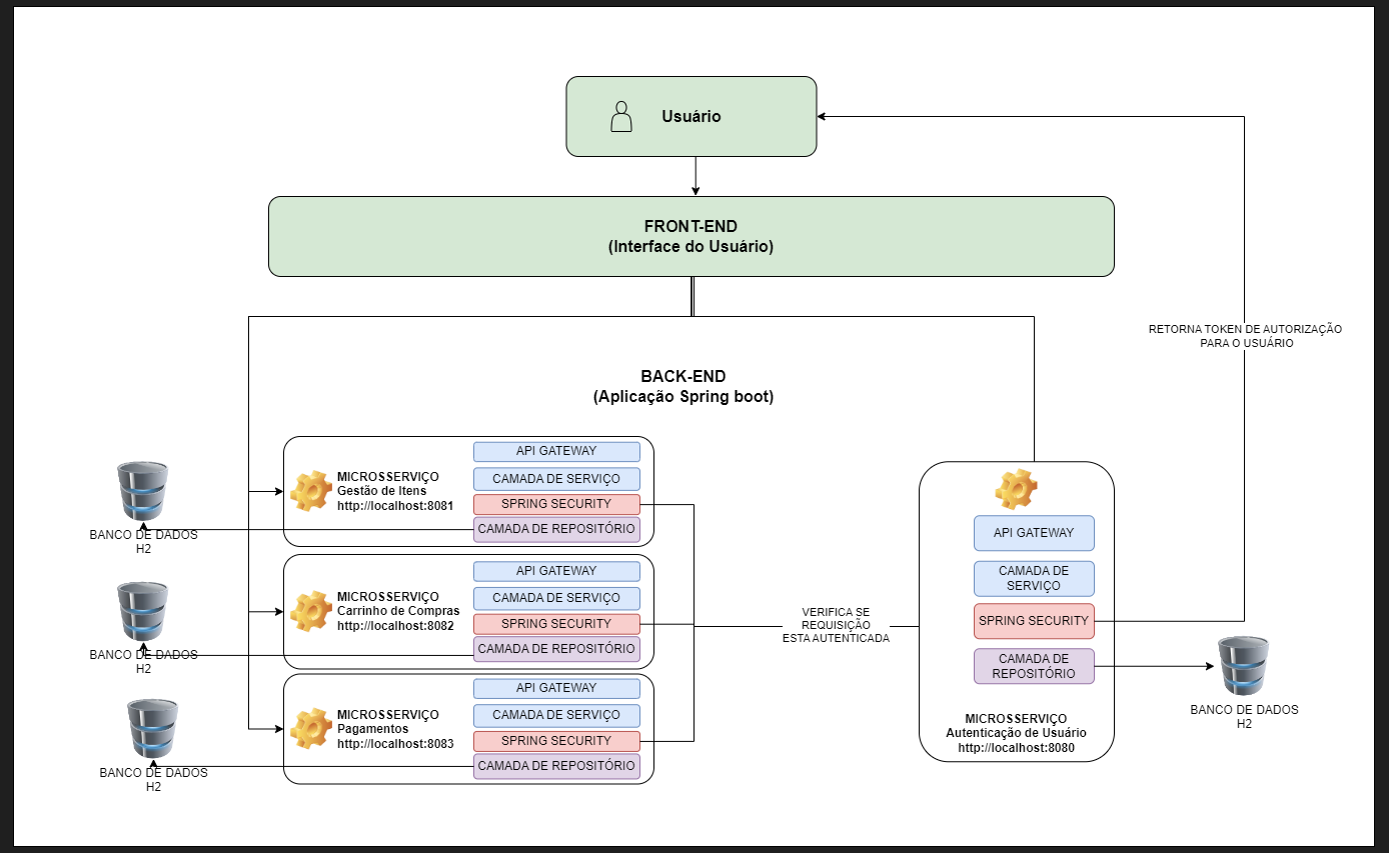 Usuário
FRONT-END
(Interface do Usuário)
RETORNA TOKEN DE AUTORIZAÇÃO
PARA O USUÁRIO
BACK-END
(Aplicação Spring boot)
BANCO DE DADOS
H2
MICROSSERVIÇO
Gestão de Itens
http://localhost:8081
API GATEWAY
CAMADA DE SERVIÇO
SPRING SECURITY
CAMADA DE REPOSITÓRIO
BANCO DE DADOS
H2
MICROSSERVIÇO
Carrinho de Compras
http://localhost:8082
API GATEWAY
CAMADA DE SERVIÇO
SPRING SECURITY
CAMADA DE REPOSITÓRIO
BANCO DE DADOS
H2
MICROSSERVIÇO
Pagamentos
http://localhost:8083
API GATEWAY
CAMADA DE SERVIÇO
SPRING SECURITY
CAMADA DE REPOSITÓRIO
VERIFICA SE
REQUISIÇÃO
ESTA AUTENTICADA
API GATEWAY
CAMADA DE
SERVIÇO
SPRING SECURITY
CAMADA DE
REPOSITÓRIO
MICROSSERVIÇO
Autenticação de Usuário
http://localhost:8080
BANCO DE DADOS
H2